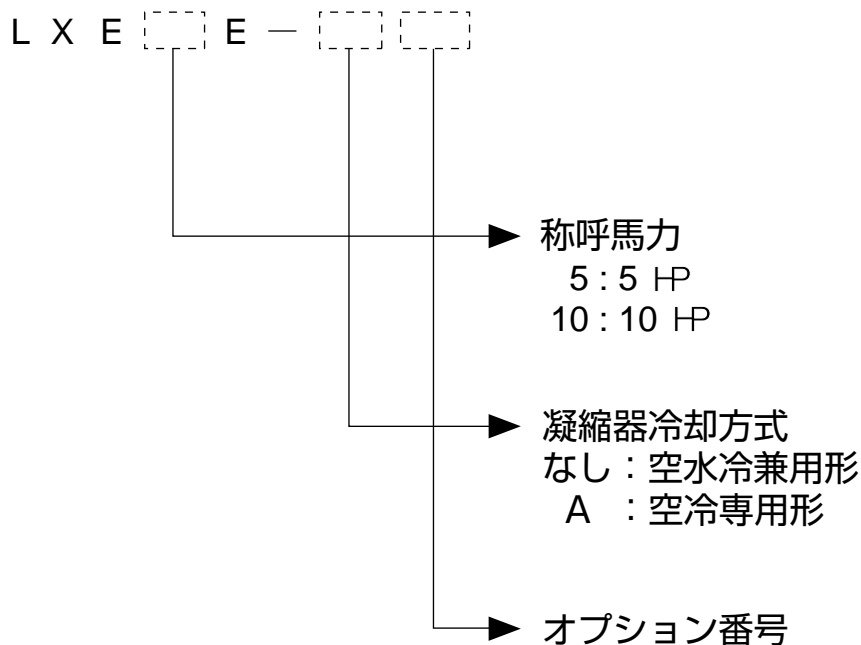 LXE E－
称呼馬力
5 : 5 HP
10 : 10 HP
凝縮器冷却方式
なし：空水冷兼用形
A ：空冷専用形
オプション番号